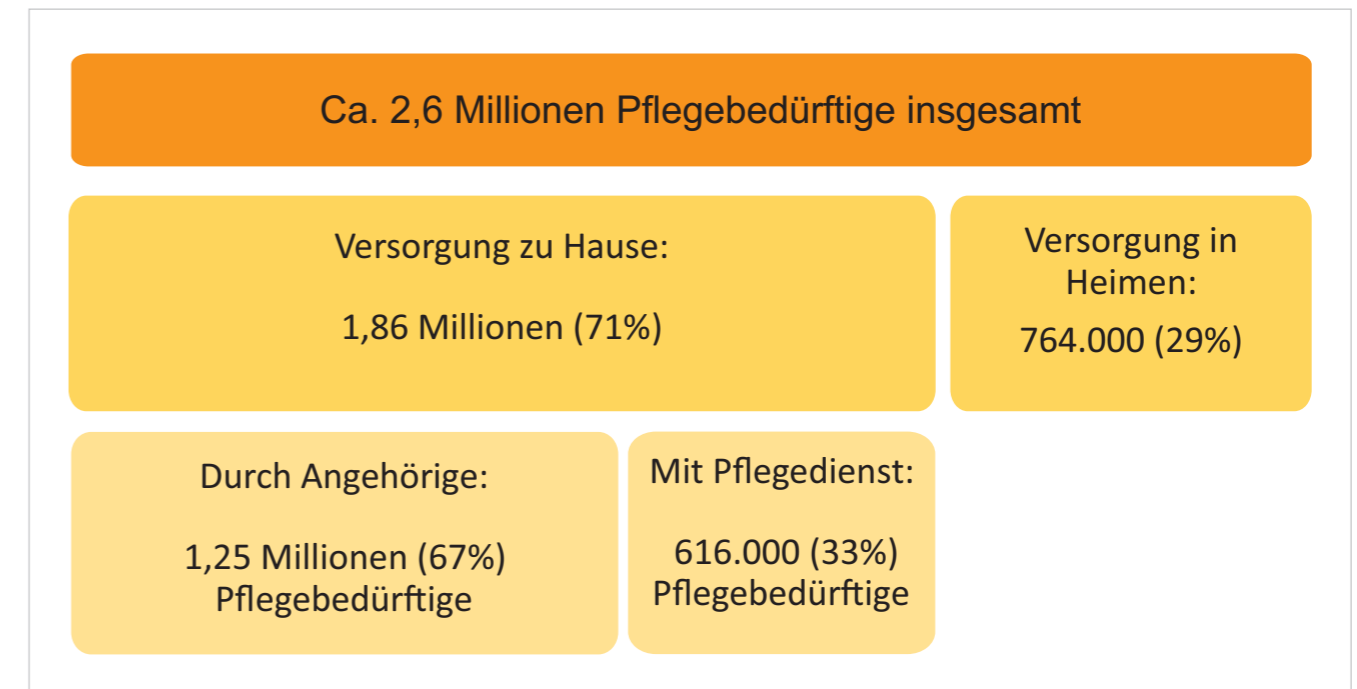 Ca. 2,6 Millionen Pflegebedürftige insgesamt
Versorgung zu Hause:
1,86 Millionen (71%)
Versorgung in
Heimen:
764.000 (29%)
Durch Angehörige:
1,25 Millionen (67%)
Pflegebedürftige
Mit Pflegedienst:
616.000 (33%)
Pflegebedürftige